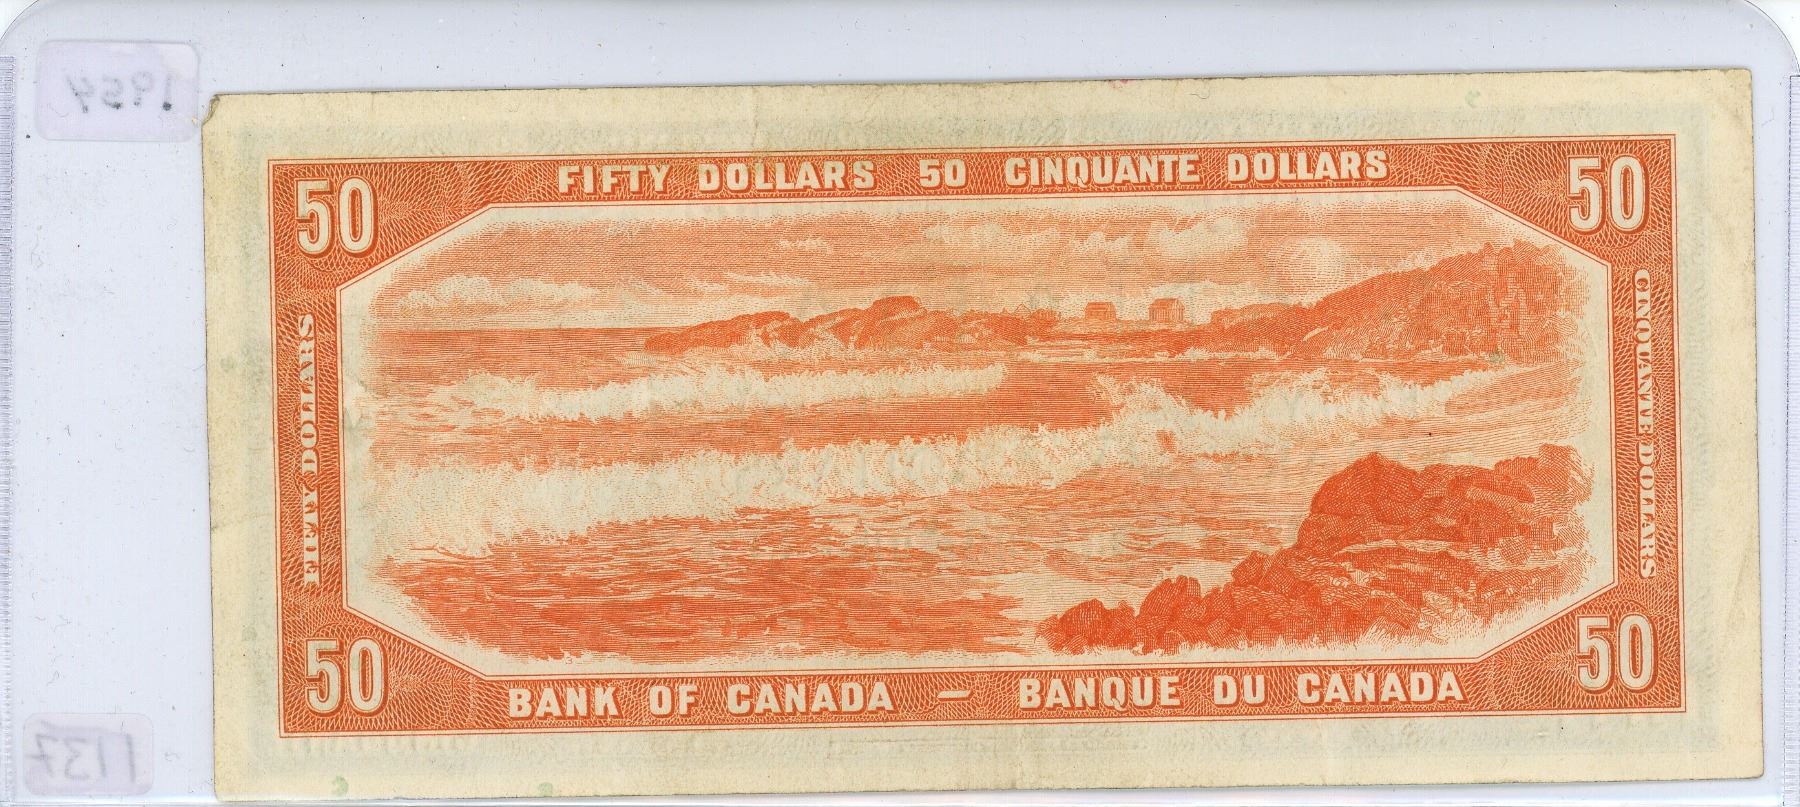 1954
50 FIFTY DOLLARS 50 CINQUANTE DOLLARS 50
FIFTY DOLLARS
CINQUANTE DOLLARS
50 BANK OF CANADA — BANQUE DU CANADA 50
1137